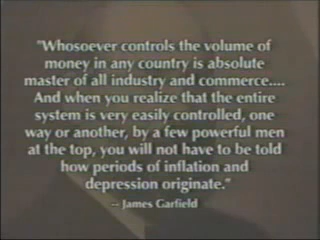 "Whosoever controls the volume of
money in any country is absolute
master of all industry and commerce....
And when you realize that the entire
system is very easily controlled, one
way or another, by a few powerful men
at the top, you will not have to be told
how periods of inflation and
depression originate."
-- James Garfield